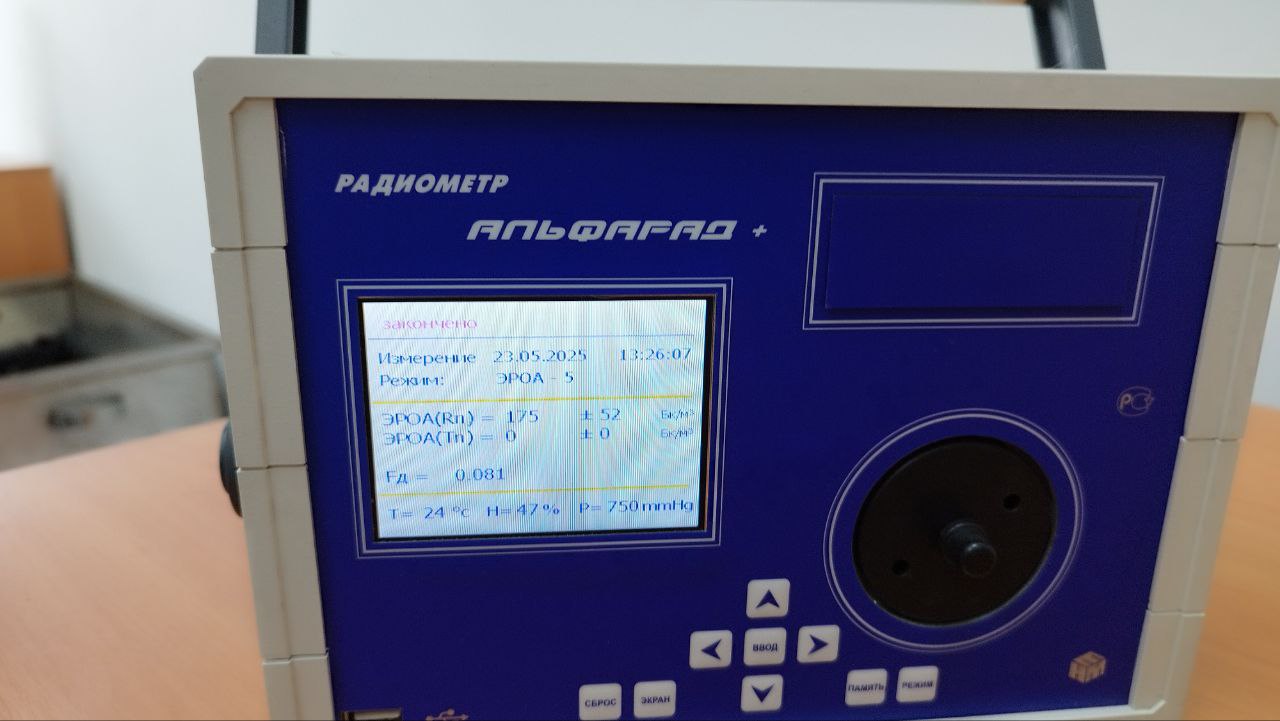 РАДИОМЕТР
АЛЬФАРАД +
закончено
Измерение 23.05.2025 13:26:07
Режим: ЭРОА - 5
ЭРОА(Rn) = 175 ± 52 Бк/м³
ЭРОА(Tn) = 0 ± 0 Бк/м³
Fд = 0.081
T= 24 °c H= 47 % P= 750 mmHg
ВВОД
СБРОС
ЭКРАН
ПАМЯТЬ
РЕЖИМ